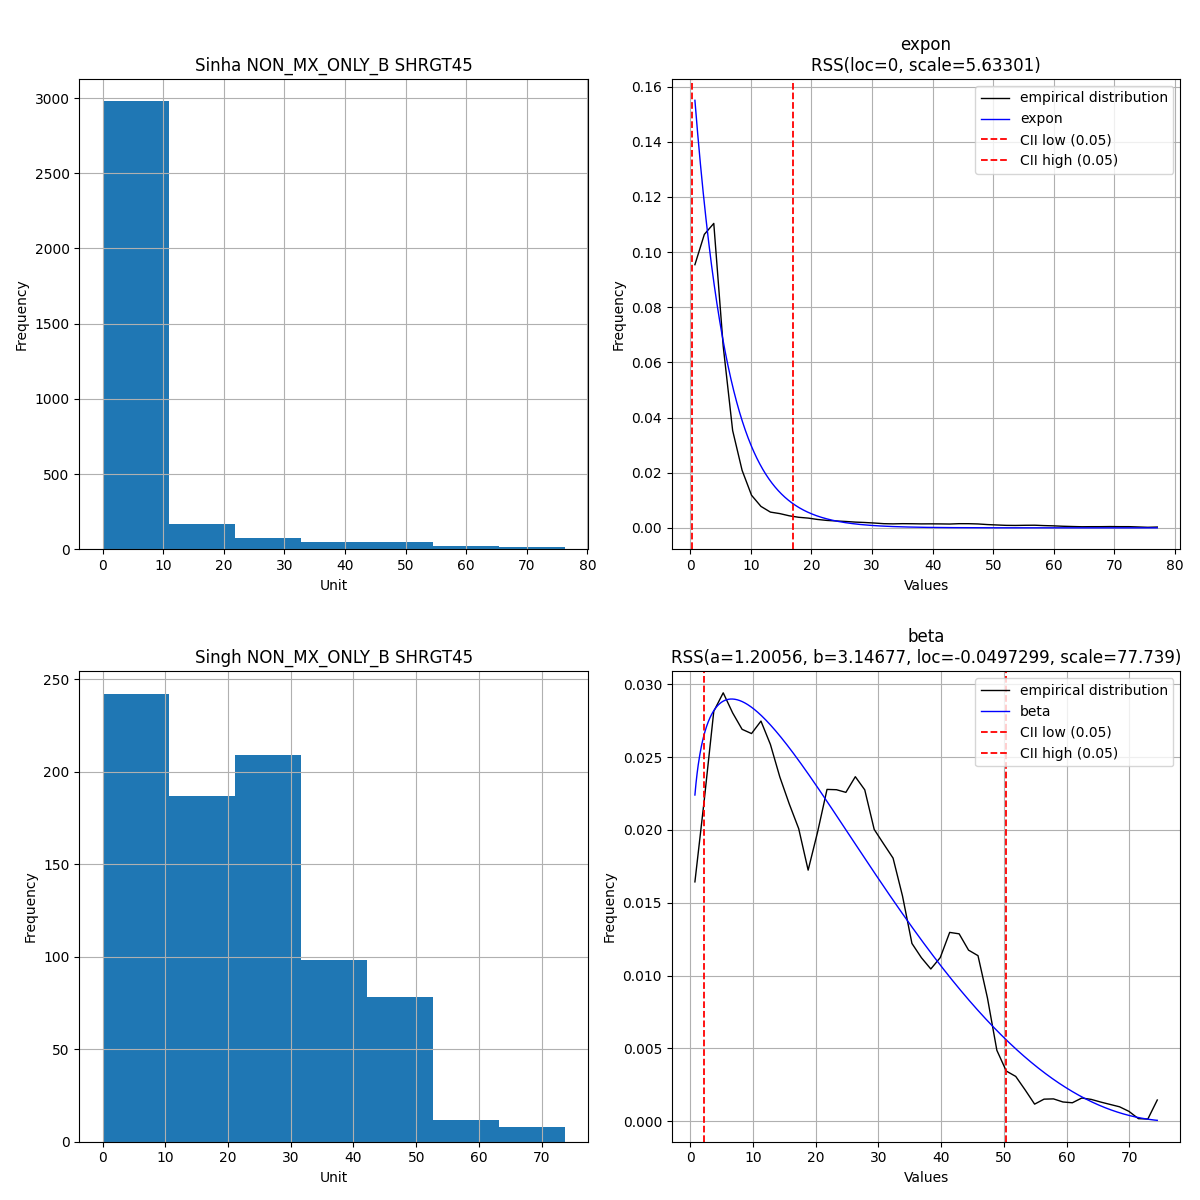 Sinha NON_MX_ONLY_B SHRGT45
3000
2500
2000
1500
1000
500
0
Frequency
0 10 20 30 40 50 60 70 80
Unit
expon
RSS(loc=0, scale=5.63301)
0.16
0.14
0.12
0.10
0.08
0.06
0.04
0.02
0.00
Frequency
empirical distribution
expon
CII low (0.05)
CII high (0.05)
0 10 20 30 40 50 60 70 80
Values
Singh NON_MX_ONLY_B SHRGT45
250
200
150
100
50
0
Frequency
0 10 20 30 40 50 60 70
Unit
beta
RSS(a=1.20056, b=3.14677, loc=-0.0497299, scale=77.739)
0.030
0.025
0.020
0.015
0.010
0.005
0.000
Frequency
empirical distribution
beta
CII low (0.05)
CII high (0.05)
0 10 20 30 40 50 60 70
Values